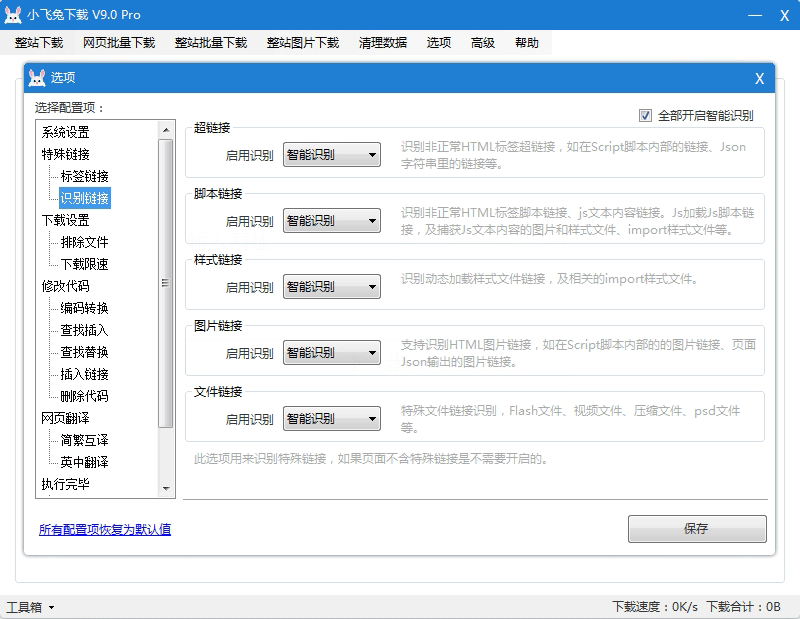 小飞兔下载 V9.0 Pro
整站下载 网页批量下载 整站批量下载 整站图片下载 清理数据 选项 高级 帮助
选项
选择配置项：
系统设置
特殊链接
标签链接
识别链接
下载设置
排除文件
下载限速
修改代码
编码转换
查找插入
查找替换
插入链接
删除代码
网页翻译
简繁互译
英中翻译
执行完毕
所有配置项恢复为默认值
全部开启智能识别
超链接
启用识别 智能识别
识别非正常HTML标签超链接，如在Script脚本内部的链接、Json
字符串里的链接等。
脚本链接
启用识别 智能识别
识别非正常HTML标签脚本链接、js文本内容链接。Js加载Js脚本链
接，及捕获Js文本内容的图片和样式文件、import样式文件等。
样式链接
启用识别 智能识别
识别动态加载样式文件链接，及相关的import样式文件。
图片链接
启用识别 智能识别
支持识别HTML图片链接，如在Script脚本内部的的图片链接、页面
Json输出的图片链接。
文件链接
启用识别 智能识别
特殊文件链接识别，Flash文件、视频文件、压缩文件、psd文件
等。
此选项用来识别特殊链接，如果页面不含特殊链接是不需要开启的。
保存
工具箱 下载速度：0K/s 下载合计：0B